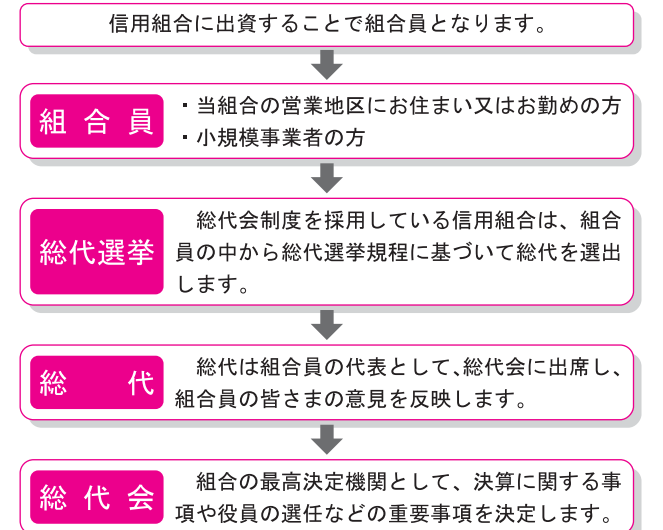 信用組合に出資することで組合員となります。
組合員
・当組合の営業地区にお住まい又はお勤めの方
・小規模事業者の方
総代選挙
総代会制度を採用している信用組合は、組合
員の中から総代選挙規程に基づいて総代を選出
します。
総代
総代は組合員の代表として、総代会に出席し、
組合員の皆さまの意見を反映します。
総代会
組合の最高決定機関として、決算に関する事
項や役員の選任などの重要事項を決定します。